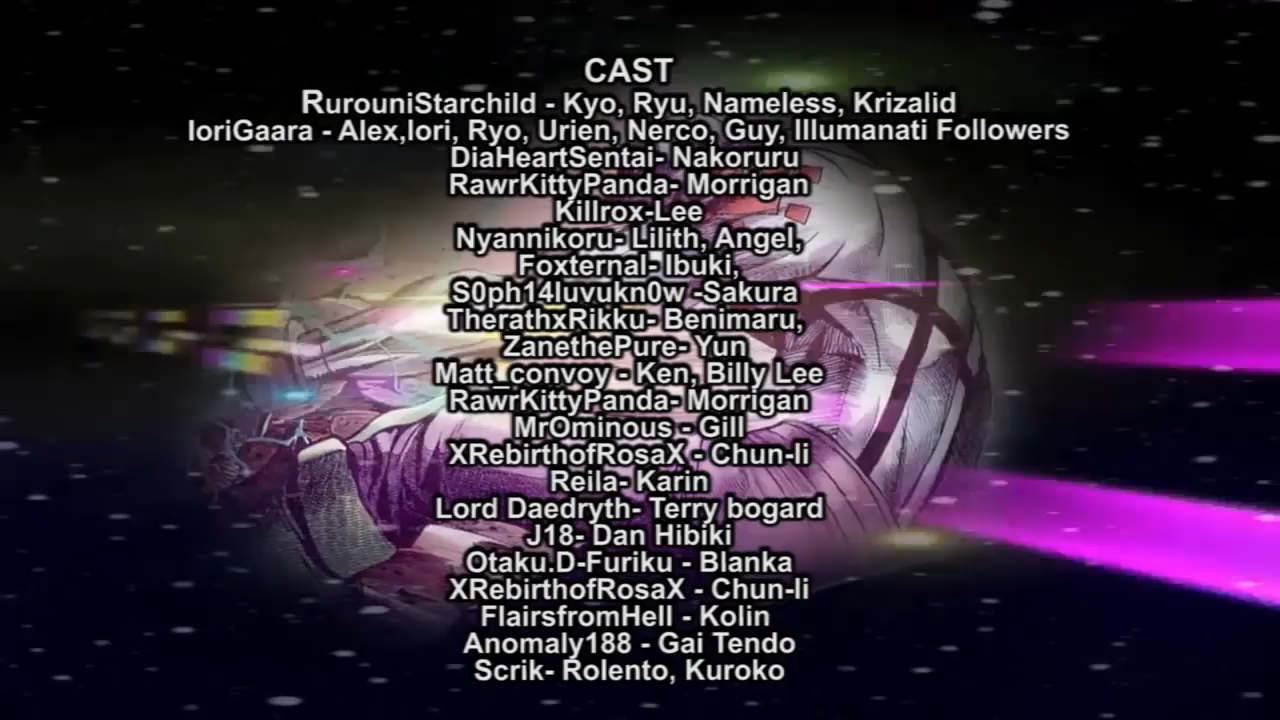 CAST
RurouniStarchild - Kyo, Ryu, Nameless, Krizalid
IoriGaara - Alex,Iori, Ryo, Urien, Nerco, Guy, Illumanati Followers
DiaHeartSentai- Nakoruru
RawrKittyPanda- Morrigan
Killrox-Lee
Nyannikoru- Lilith, Angel,
Foxternal- Ibuki,
S0ph14luvukn0w -Sakura
TherathxRikku- Benimaru,
ZanethePure- Yun
Matt_convoy - Ken, Billy Lee
RawrKittyPanda- Morrigan
MrOminous - Gill
XRebirthofRosaX - Chun-li
Reila- Karin
Lord Daedryth- Terry bogard
J18- Dan Hibiki
Otaku.D-Furiku - Blanka
XRebirthofRosaX - Chun-li
FlairsfromHell - Kolin
Anomaly188 - Gai Tendo
Scrik- Rolento, Kuroko